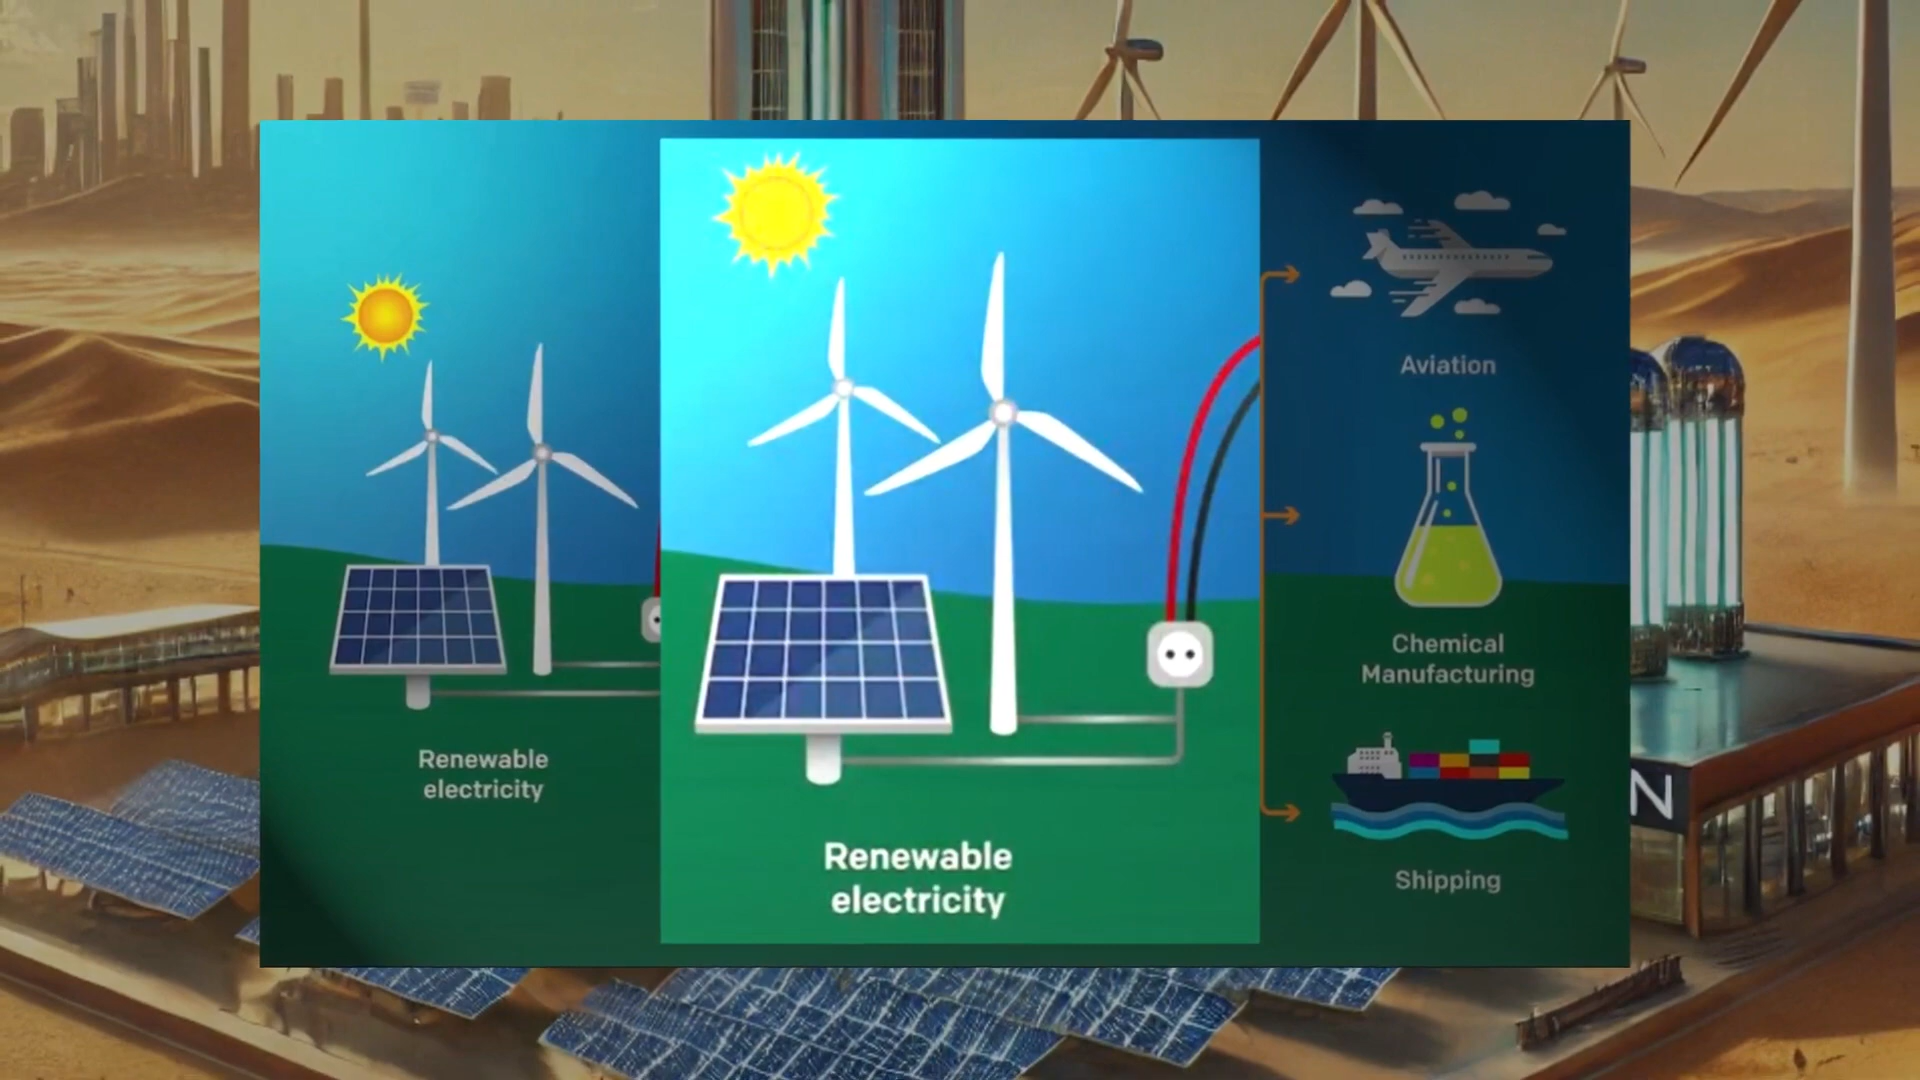 Renewable
electricity
Renewable
electricity
Aviation
Chemical
Manufacturing
Shipping
N